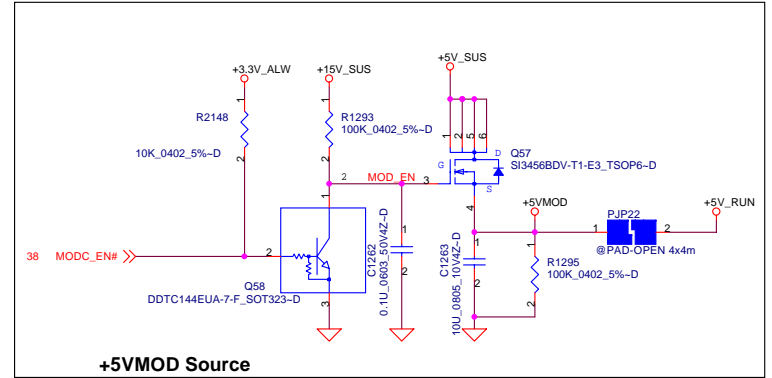 +3.3V_ALW
+15V_SUS
+5V_SUS
1
R2148
10K_0402_5%~D
2
1
R1293
100K_0402_5%~D
2
1
2
5
6
D
Q57
SI3456BDV-T1-E3_TSOP6~D
G
S
2
MOD_EN
3
4
1
+5VMOD
PJP22
+5V_RUN
1
2
@PAD-OPEN 4x4m
38 MODC_EN#
2
Q58
DDTC144EUA-7-F_SOT323~D
3
1
2
C1262
0.1U_0603_50V4Z~D
1
2
C1263
10U_0805_10V4Z~D
1
R1295
100K_0402_5%~D
2
+5VMOD Source